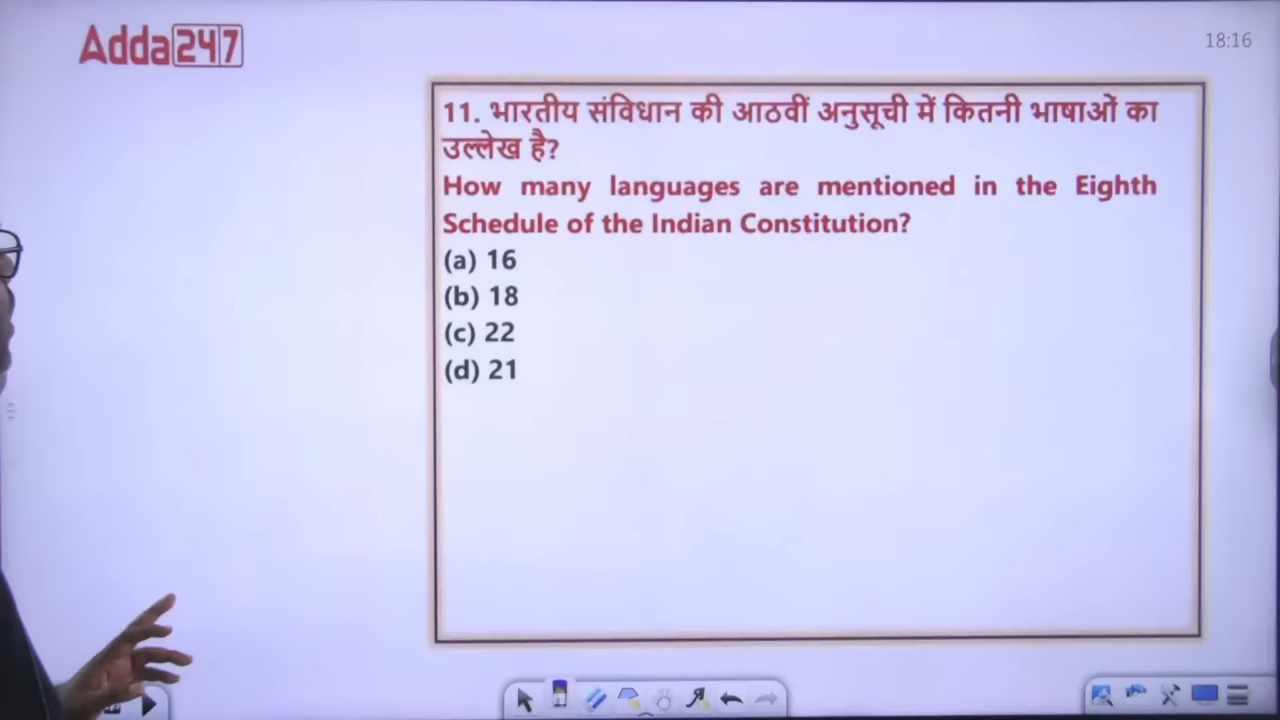 Adda247
18:16
11. भारतीय संविधान की आठवीं अनुसूची में कितनी भाषाओं का
उल्लेख है?
How many languages are mentioned in the Eighth
Schedule of the Indian Constitution?
(a) 16
(b) 18
(c) 22
(d) 21